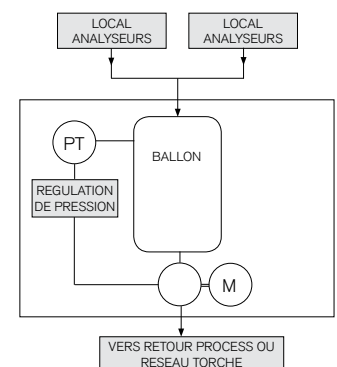 LOCAL
ANALYSEURS
LOCAL
ANALYSEURS
PT
BALLON
REGULATION
DE PRESSION
M
VERS RETOUR PROCESS OU
RESEAU TORCHE